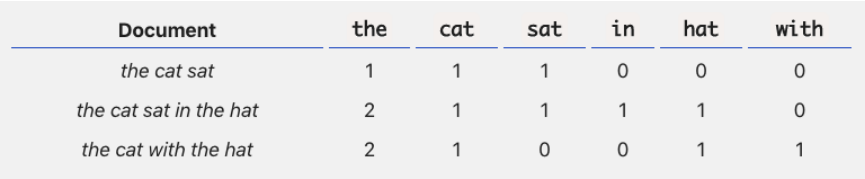 Document the cat sat in hat with
the cat sat 1 1 1 0 0 0
the cat sat in the hat 2 1 1 1 1 0
the cat with the hat 2 1 0 0 1 1